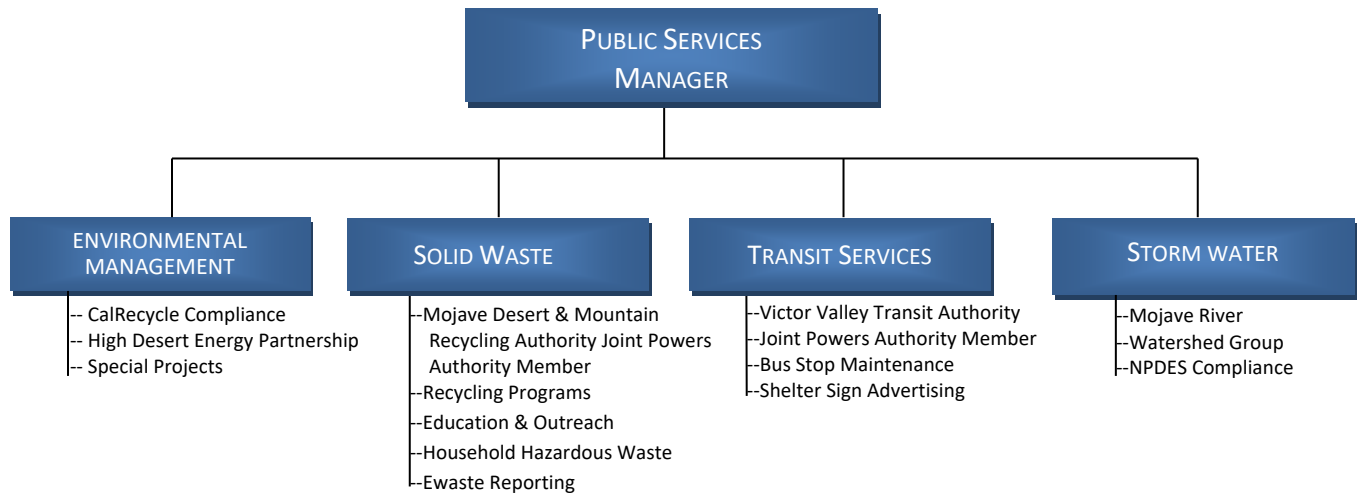 PUBLIC SERVICES
MANAGER
ENVIRONMENTAL
MANAGEMENT
-- CalRecycle Compliance
-- High Desert Energy Partnership
-- Special Projects
SOLID WASTE
--Mojave Desert & Mountain
Recycling Authority Joint Powers
Authority Member
--Recycling Programs
--Education & Outreach
--Household Hazardous Waste
--Ewaste Reporting
TRANSIT SERVICES
--Victor Valley Transit Authority
--Joint Powers Authority Member
--Bus Stop Maintenance
--Shelter Sign Advertising
STORM WATER
--Mojave River
--Watershed Group
--NPDES Compliance